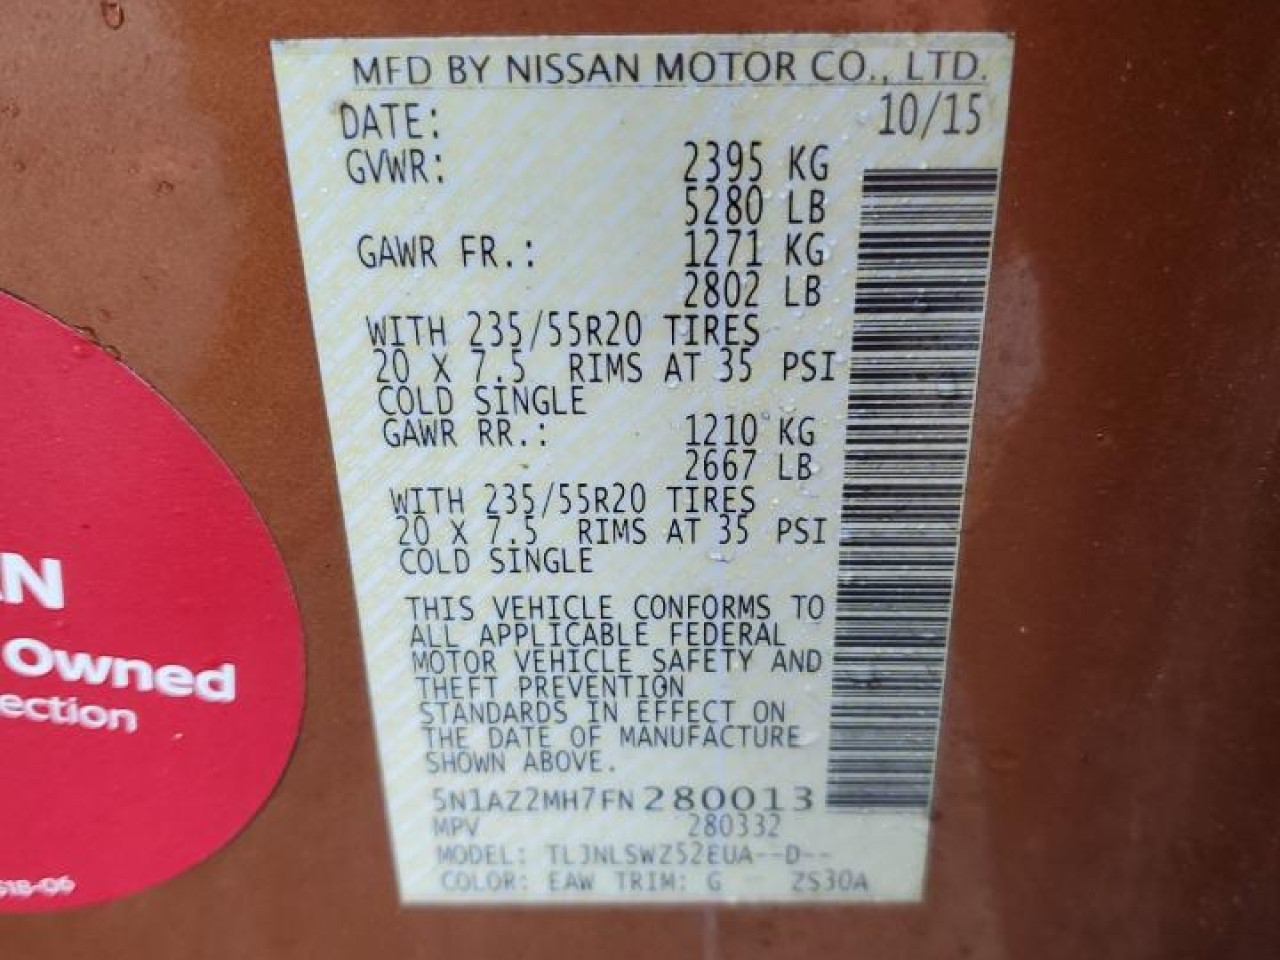 MFD BY NISSAN MOTOR CO., LTD.
DATE: 10/15
GVWR: 2395 KG
5280 LB
GAWR FR.: 1271 KG
2802 LB
WITH 235/55R20 TIRES
20 X 7.5 RIMS AT 35 PSI
COLD SINGLE
GAWR RR.: 1210 KG
2667 LB
WITH 235/55R20 TIRES
20 X 7.5 RIMS AT 35 PSI
COLD SINGLE
THIS VEHICLE CONFORMS TO
ALL APPLICABLE FEDERAL
MOTOR VEHICLE SAFETY AND
THEFT PREVENTION
STANDARDS IN EFFECT ON
THE DATE OF MANUFACTURE
SHOWN ABOVE.
5N1AZ2MH7FN280013
MPV 280332
MODEL: TLJNLSWZ52EUA--D--
COLOR: EAW TRIM: G ZS30A
N
Owned
ection